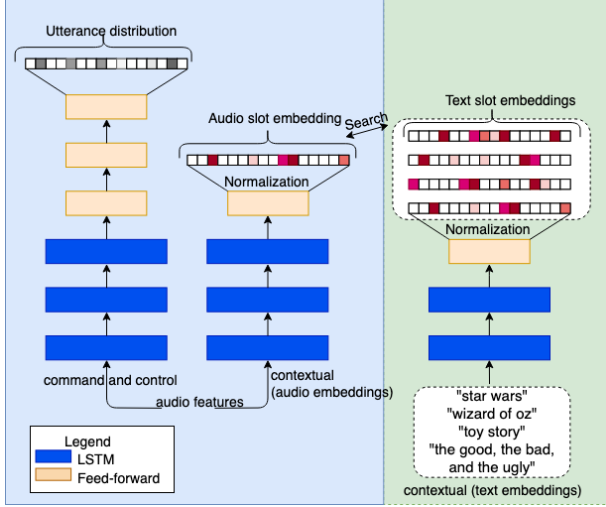 Utterance distribution
Audio slot embedding
Search
Text slot embeddings
Normalization
Normalization
command and control
audio features
contextual
(audio embeddings)
"star wars"
"wizard of oz"
"toy story"
"the good, the bad,
and the ugly"
contextual (text embeddings)
Legend
LSTM
Feed-forward